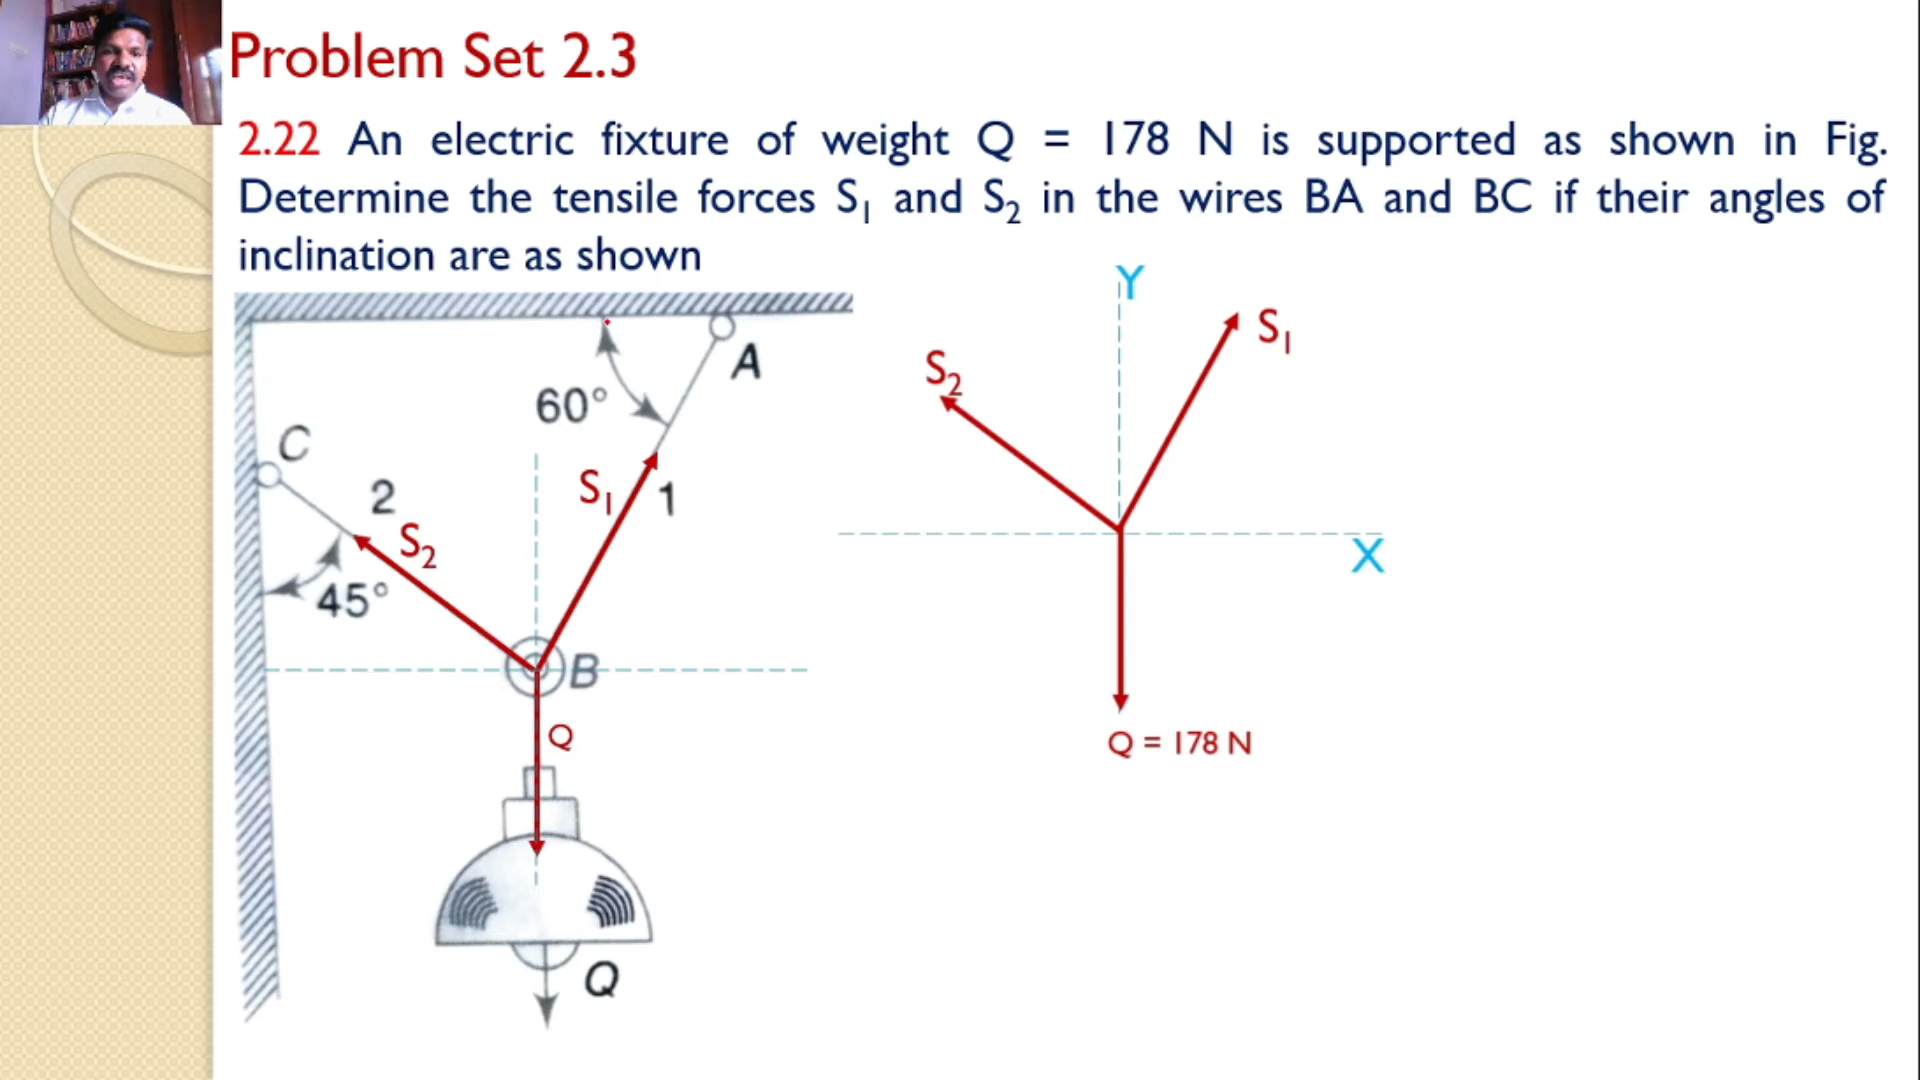 Problem Set 2.3
2.22 An electric fixture of weight Q = 178 N is supported as shown in Fig.
Determine the tensile forces S₁ and S₂ in the wires BA and BC if their angles of
inclination are as shown
Y
S₁
S₂
X
Q = 178 N
A
60°
C
2
S₁
1
S₂
45°
B
Q
Q